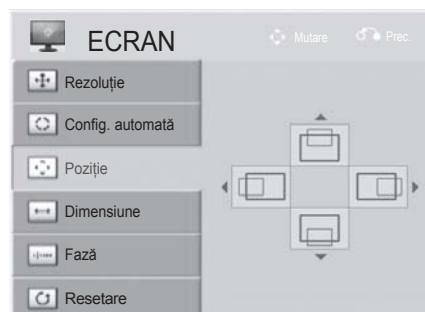 ECRAN
Mutare
Prec.
Rezoluție
Config. automată
Poziție
Dimensiune
Fază
Resetare